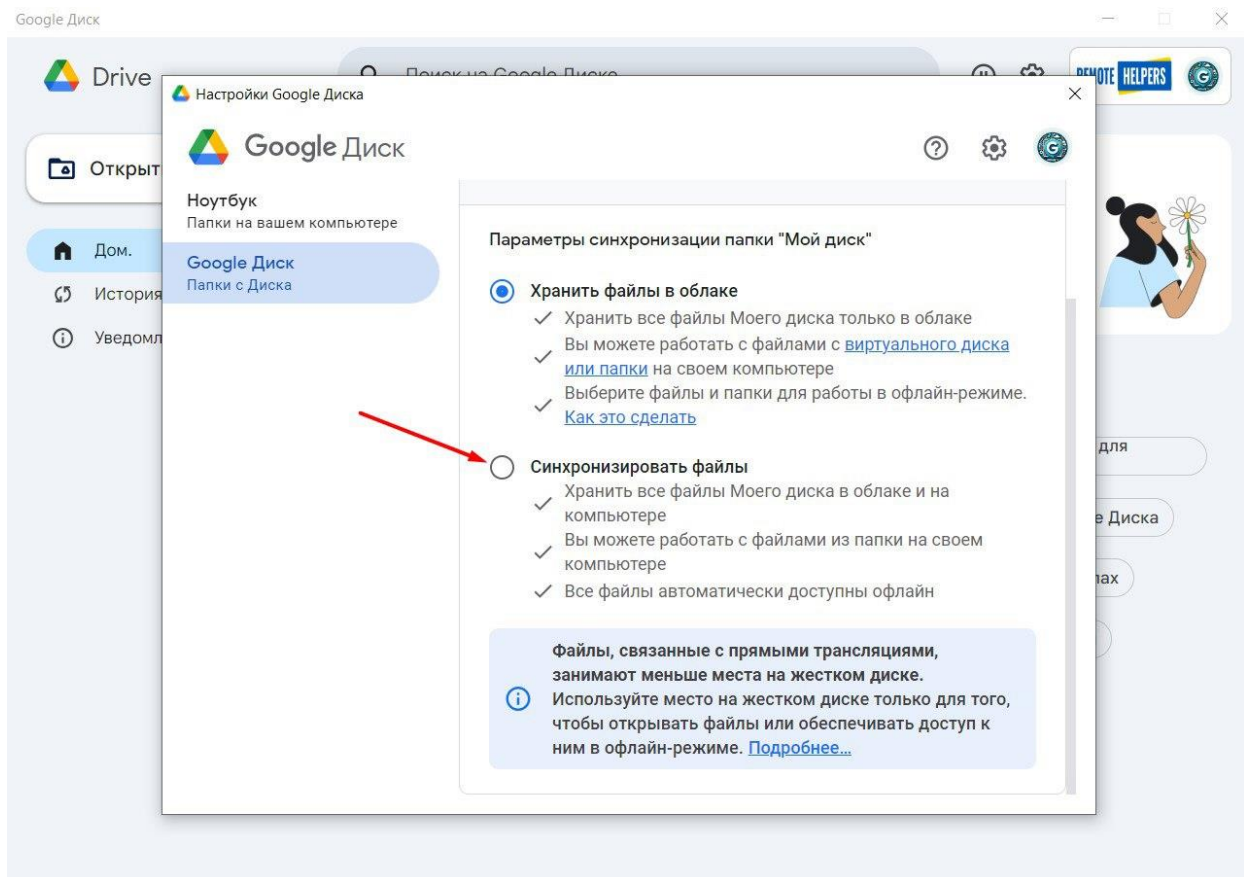 Google Диск
Drive
Поиск на Google Диске
REMOTE HELPERS
Настройки Google Диска
Google Диск
Открыт
Ноутбук
Папки на вашем компьютере
Google Диск
Папки с Диска
Дом.
История
Уведомл
Параметры синхронизации папки "Мой диск"
Хранить файлы в облаке
Хранить все файлы Моего диска только в облаке
Вы можете работать с файлами с виртуального диска
или папки на своем компьютере
Выберите файлы и папки для работы в офлайн-режиме.
Как это сделать
Синхронизировать файлы
Хранить все файлы Моего диска в облаке и на
компьютере
Вы можете работать с файлами из папки на своем
компьютере
Все файлы автоматически доступны офлайн
Файлы, связанные с прямыми трансляциями,
занимают меньше места на жестком диске.
Используйте место на жестком диске только для того,
чтобы открывать файлы или обеспечивать доступ к
ним в офлайн-режиме. Подробнее...
для
е Диска
лах